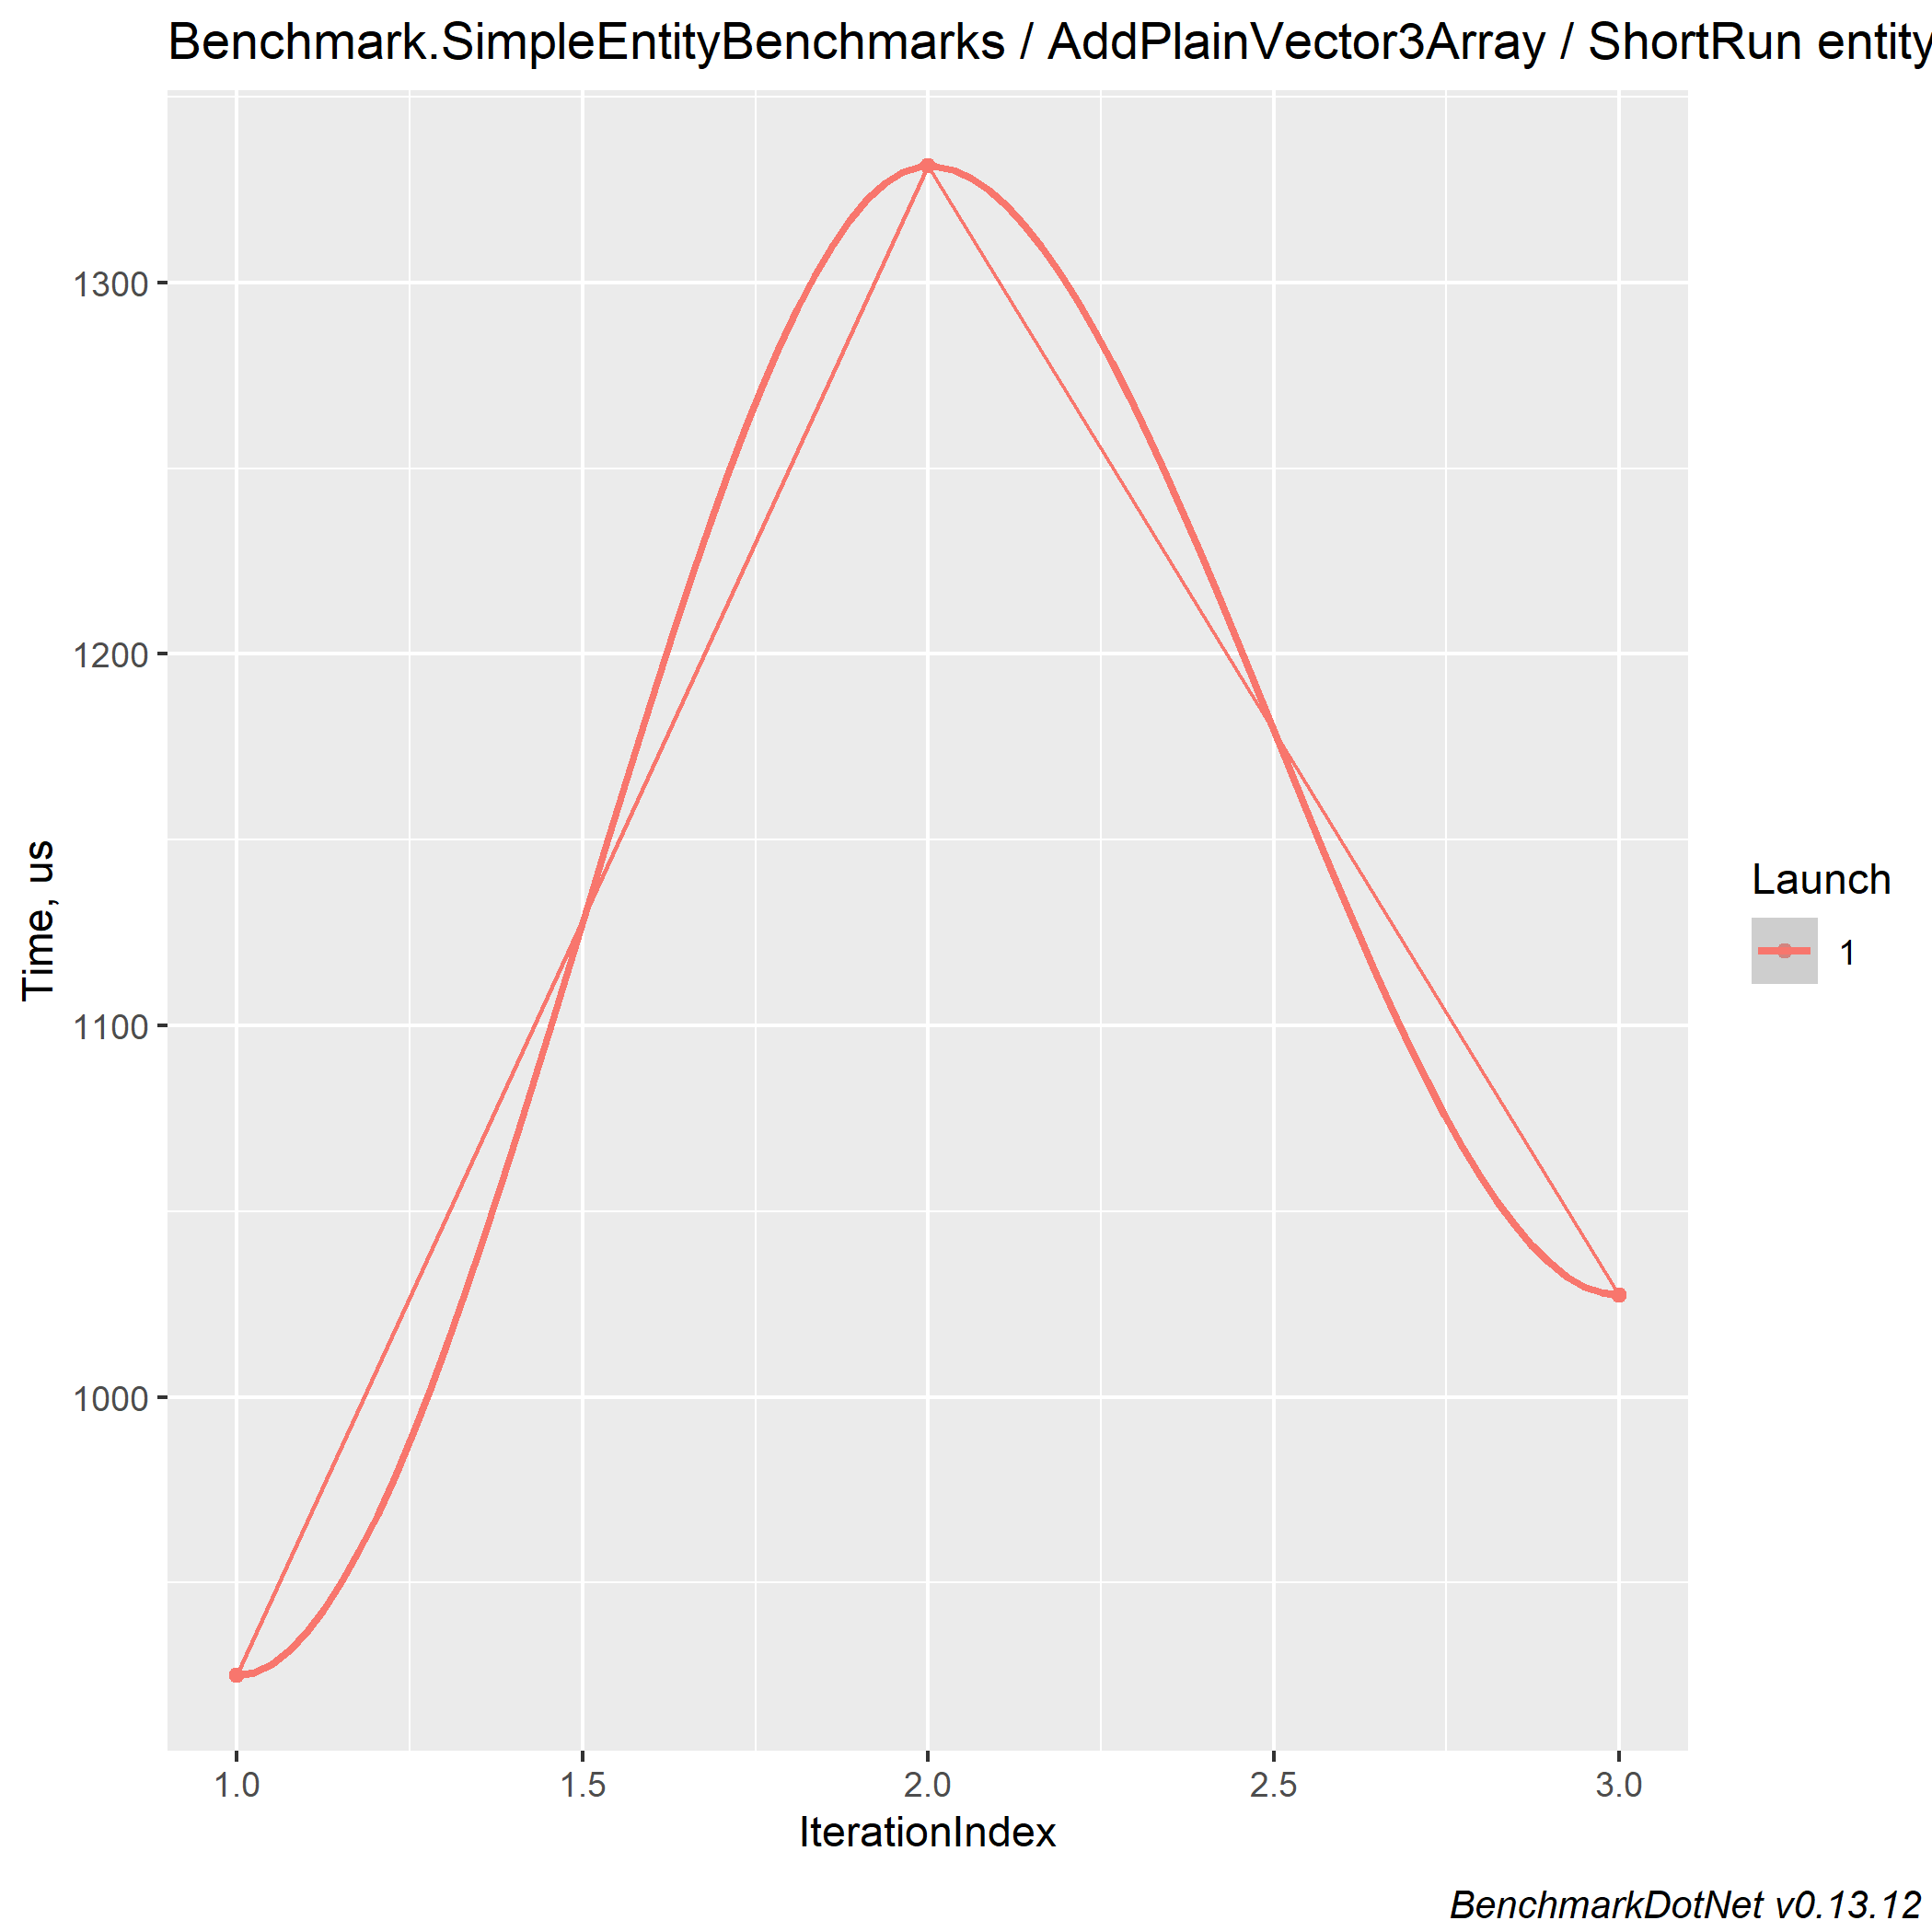 Benchmark.SimpleEntityBenchmarks / AddPlainVector3Array / ShortRun entity
1300
1200
1100
1000
Time, us
1.0 1.5 2.0 2.5 3.0
IterationIndex
Launch
1
BenchmarkDotNet v0.13.12